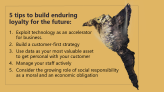 5 tips to build enduring
loyalty for the future:
1. Exploit technology as an accelerator
for business
2. Build a customer-first strategy
3. Use data as your most valuable asset
to get personal with your customer
4. Manage your staff actively
5. Consider the growing role of social responsibility
as a moral and an economic obligation